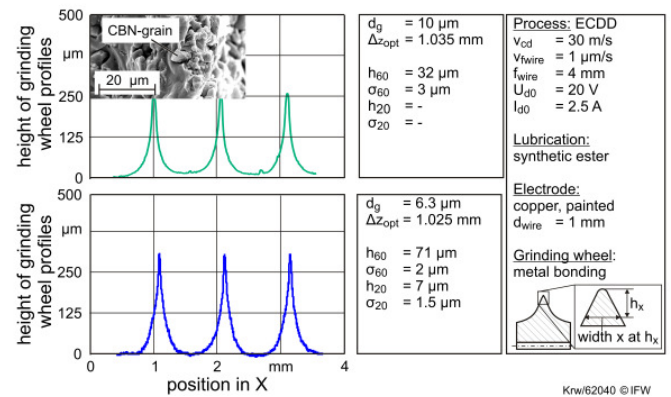 height of grinding
wheel profiles
500
µm
250
125
0
CBN-grain
20 µm
d_g = 10 µm
Δz_opt = 1.035 mm
h_60 = 32 µm
σ_60 = 3 µm
h_20 = -
σ_20 = -
height of grinding
wheel profiles
500
µm
250
125
0
0 1 2 mm 4
position in X
d_g = 6.3 µm
Δz_opt = 1.025 mm
h_60 = 71 µm
σ_60 = 2 µm
h_20 = 7 µm
σ_20 = 1.5 µm
Process: ECDD
v_cd = 30 m/s
v_fwire = 1 µm/s
f_wire = 4 mm
U_d0 = 20 V
I_d0 = 2.5 A
Lubrication:
synthetic ester
Electrode:
copper, painted
d_wire = 1 mm
Grinding wheel:
metal bonding
h_x
width x at h_x
Krw/62040 © IFW